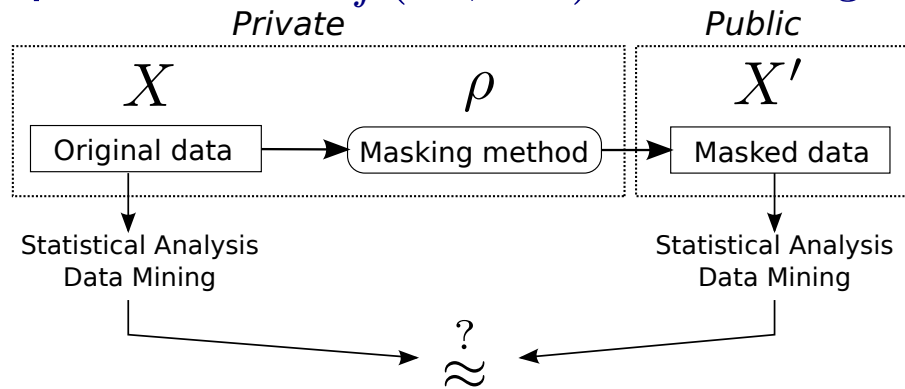 Private
Public
X
ρ
X′
Original data
Masking method
Masked data
Statistical Analysis
Data Mining
Statistical Analysis
Data Mining
?
≈